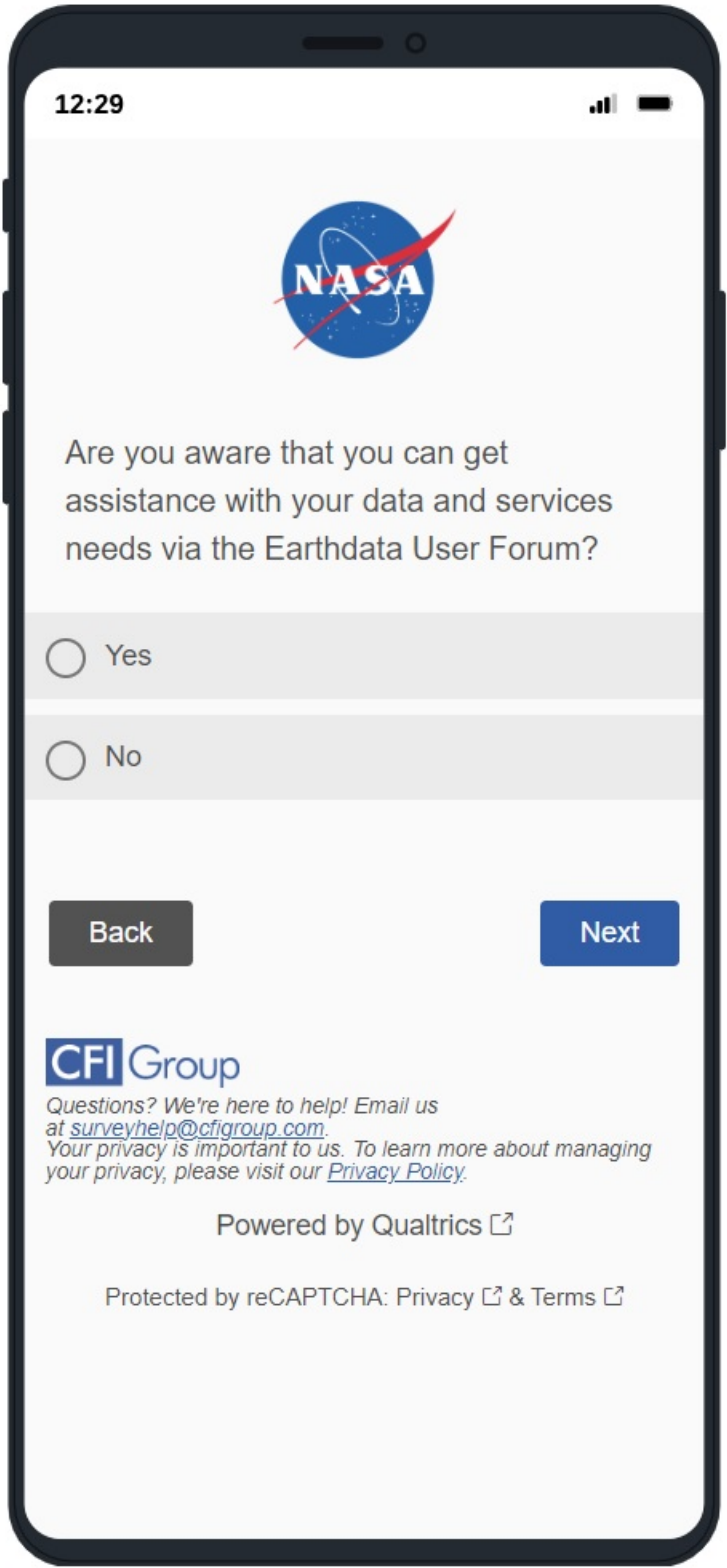 12:29
NASA
Are you aware that you can get
assistance with your data and services
needs via the Earthdata User Forum?
Yes
No
Back
Next
CFI Group
Questions? We're here to help! Email us
at surveyhelp@cfigroup.com.
Your privacy is important to us. To learn more about managing
your privacy, please visit our Privacy Policy.
Powered by Qualtrics
Protected by reCAPTCHA: Privacy & Terms